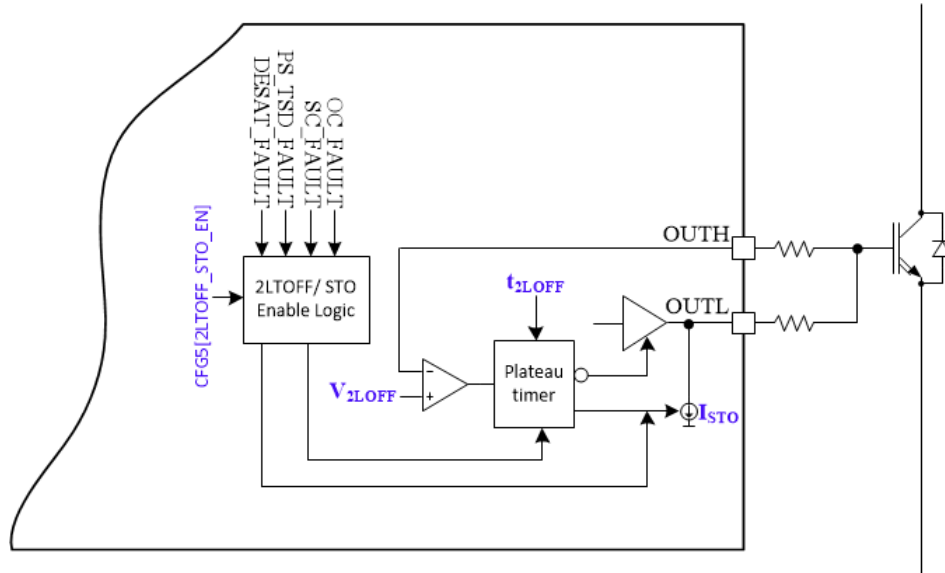 DESAT_FAULT
PS_TSD_FAULT
SC_FAULT
OC_FAULT
CFG5[2LTOFF_STO_EN]
2LTOFF/ STO
Enable Logic
OUTH
t2LOFF
OUTL
V2LOFF
−
+
Plateau
timer
ISTO